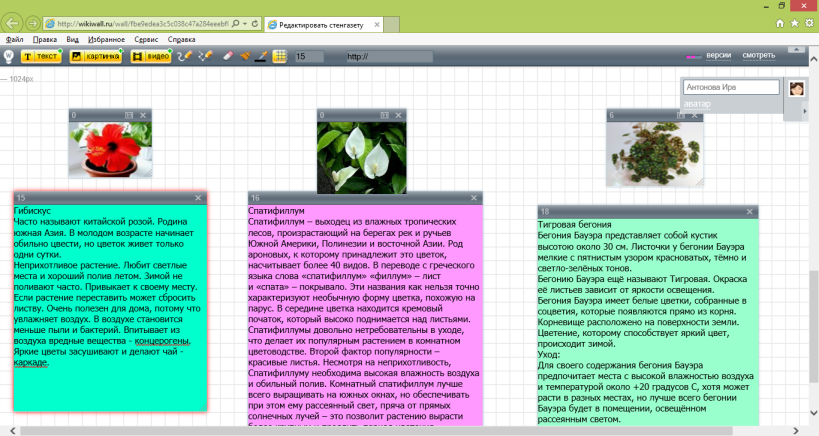 http://wikiwall.ru/wall/fbe9edea3c5c038c47a284eeebfl
Редактировать стенгазету
Файл Правка Вид Избранное Сервис Справка
текст картинка видео 15 http:// версии смотреть
1024px
Антонова Ира
аватар
0
0
6
15
Гибискус
Часто называют китайской розой. Родина
южная Азия. В молодом возрасте начинает
обильно цвести, но цветок живет только
одни сутки.
Неприхотливое растение. Любит светлые
места и хороший полив летом. Зимой не
поливают часто. Привыкает к своему месту.
Если растение переставить может сбросить
листву. Очень полезен для дома, потому что
увлажняет воздух. В воздухе становится
меньше пыли и бактерий. Впитывает из
воздуха вредные вещества - концерогены.
Яркие цветы засушивают и делают чай -
каркаде.
16
Спатифиллум
Спатифиллум – выходец из влажных тропических
лесов, произрастающий на берегах рек и ручьев
Южной Америки, Полинезии и восточной Азии. Род
ароновых, к которому принадлежит это цветок,
насчитывает более 40 видов. В переводе с греческого
языка слова «спатифиллум» «филлум» – лист
и «спата» – покрывало. Эти названия как нельзя точно
характеризуют необычную форму цветка, похожую на
парус. В середине цветка находится кремовый
початок, который высоко поднимается над листьями.
Спатифиллумы довольно нетребовательны в уходе,
что делает их популярным растением в комнатном
цветоводстве. Второй фактор популярности –
красивые листья. Несмотря на неприхотливость,
Спатифиллуму необходима высокая влажность воздуха
и обильный полив. Комнатный спатифиллум лучше
всего выращивать на южных окнах, но обеспечивать
при этом ему рассеянный свет, пряча от прямых
солнечных лучей – это позволит растению вырасти
18
Тигровая бегония
Бегония Бауэра представляет собой кустик
высотою около 30 см. Листочки у бегонии Бауэра
мелкие с пятнистым узором красноватых, тёмно и
светло-зелёных тонов.
Бегонию Бауэра ещё называют Тигровая. Окраска
её листьев зависит от яркости освещения.
Бегония Бауэра имеет белые цветки, собранные в
соцветия, которые появляются прямо из корня.
Корневище расположено на поверхности земли.
Цветение, которому способствует яркий цвет,
происходит зимой.
Уход:
Для своего содержания бегония Бауэра
предпочитает места с высокой влажностью воздуха
и температурой около +20 градусов С, хотя может
расти в разных местах, но лучше всего бегонии
Бауэра будет в помещении, освещённом
рассеянным светом.